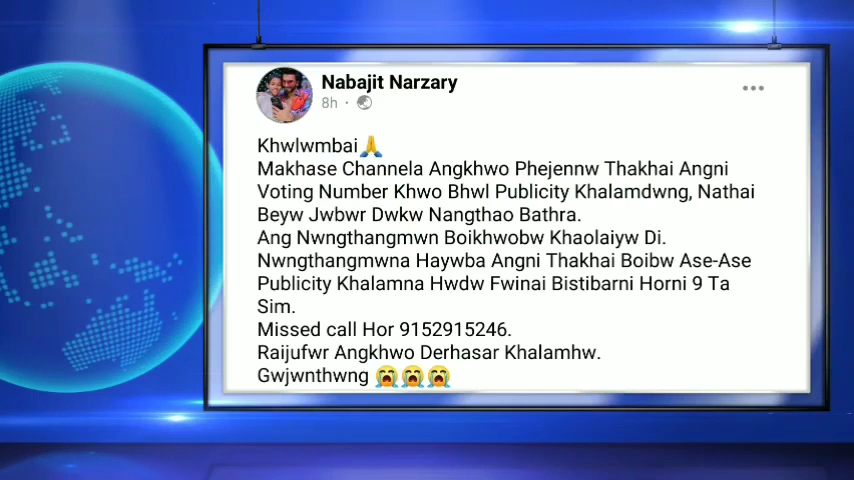 Nabajit Narzary
8h ·
Khwlwmbai🙏
Makhase Channela Angkhwo Phejennw Thakhai Angni
Voting Number Khwo Bhwl Publicity Khalamdwng, Nathai
Beyw Jwbwr Dwkw Nangthao Bathra.
Ang Nwngthangmwn Boikhwobw Khaolaiyw Di.
Nwngthangmwna Haywba Angni Thakhai Boibw Ase-Ase
Publicity Khalamna Hwdw Fwinai Bistibarni Horni 9 Ta
Sim.
Missed call Hor 9152915246.
Raijufwr Angkhwo Derhasar Khalamhw.
Gwjwnthwng 😭😭😭